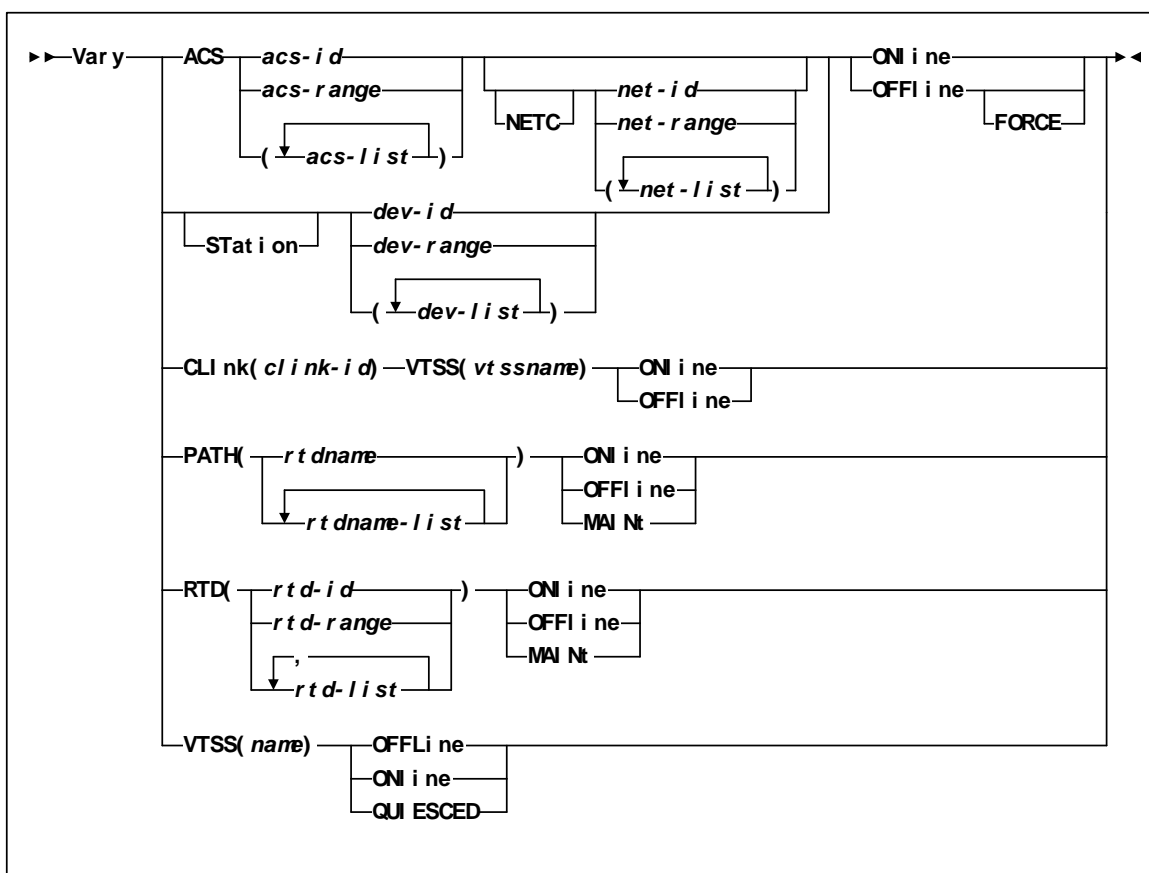 Vary ACS acs-id ONline
acs-range net-id OFFline
NETC net-range FORCE
( acs-list )
( net-list )
dev-id
STation dev-range
( dev-list )
CLInk( clink-id) VTSS( vtssname) ONline
OFFline
PATH( rtdname ) ONline
OFFline
rtdname-list MAINt
RTD( rtd-id ) ONline
rtd-range OFFline
, MAINt
rtd-list
VTSS( name) OFFLine
ONline
QUIESCED